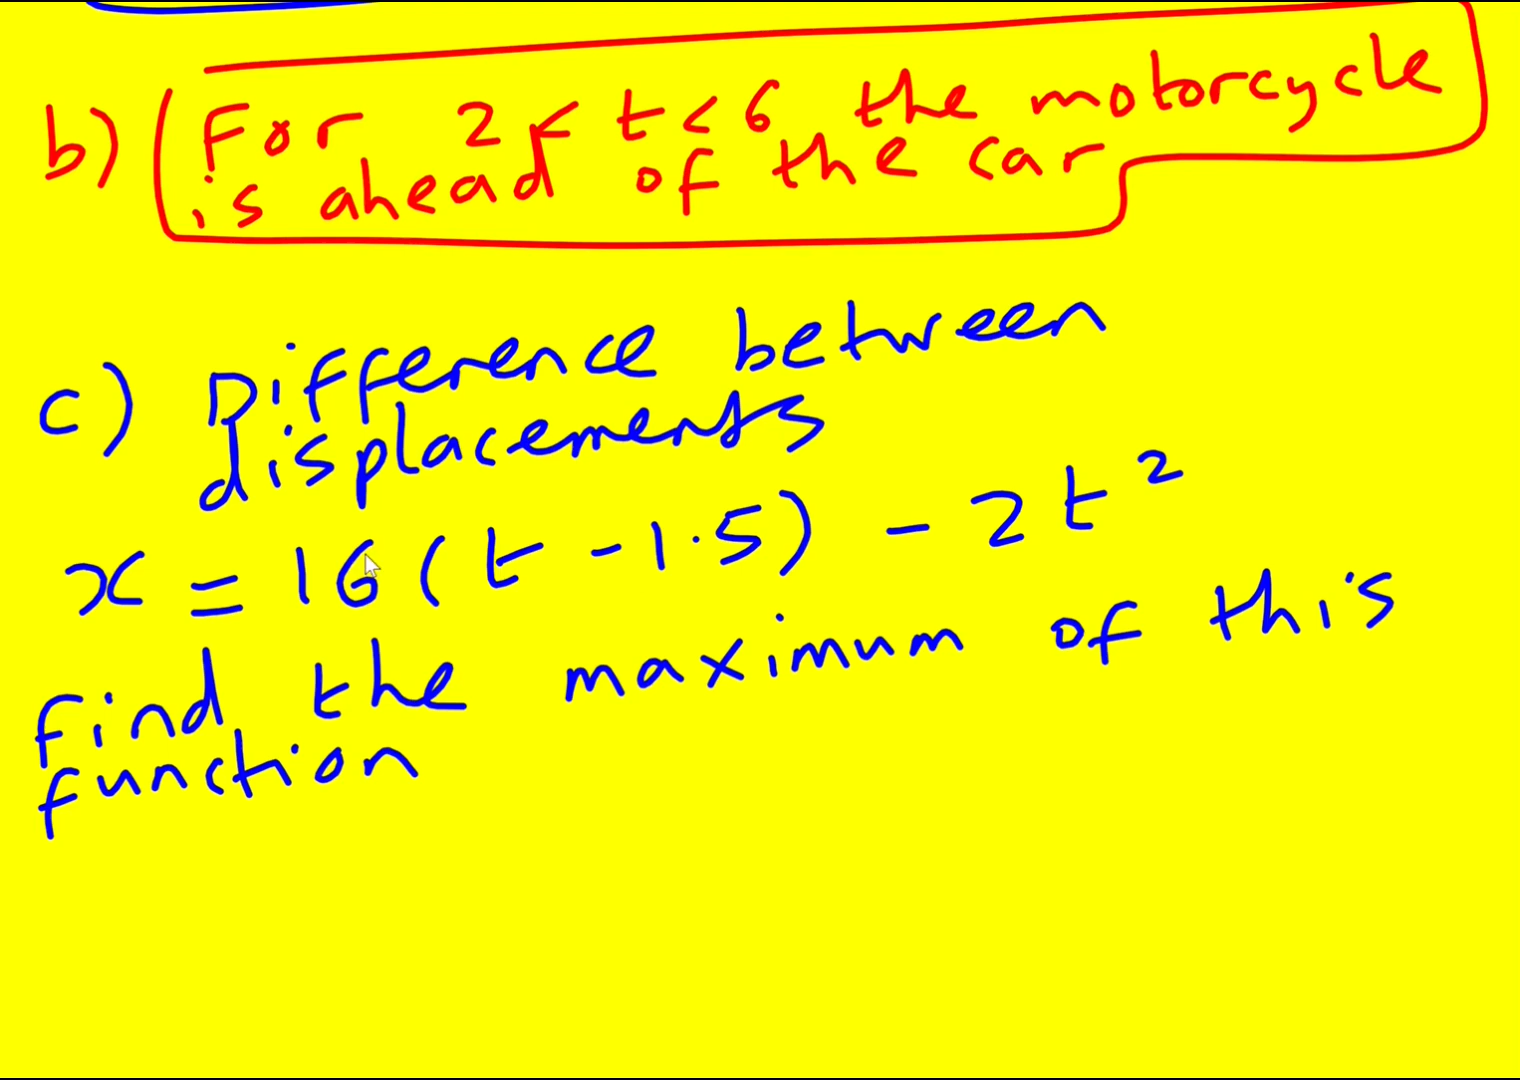 b) For 2 < t < 6 the motorcycle
is ahead of the car
c) Difference between
displacements
x = 16(t - 1.5) - 2t²
find the maximum of this
function